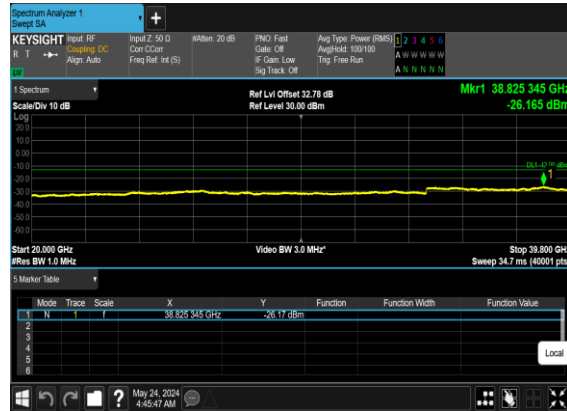 Spectrum Analyzer 1
Swept SA
+
KEYSIGHT Input: RF Input Z: 50 Ω #Atten: 20 dB PNO: Fast Avg Type: Power (RMS) 1 2 3 4 5 6
R T Coupling: DC Corr CCorr Gate: Off Avg|Hold: 100/100 A W W W W W
Align: Auto Freq Ref: Int (S) IF Gain: Low Trig: Free Run
Sig Track: Off A N N N N N
1 Spectrum Ref Lvl Offset 32.78 dB Mkr1 38.825 345 GHz
Scale/Div 10 dB Ref Level 30.00 dBm -26.165 dBm
Log
20.0
10.0
0.00
-10.0
DL1 -13.00 dBm
1
-20.0
-30.0
-40.0
-50.0
-60.0
Start 20.000 GHz Video BW 3.0 MHz* Stop 39.800 GHz
#Res BW 1.0 MHz Sweep 34.7 ms (40001 pts)
5 Marker Table
Mode Trace Scale X Y Function Function Width Function Value
1 N 1 f 38.825 345 GHz -26.17 dBm
2
3
4
5
6
Local
? May 24, 2024
4:45:47 AM